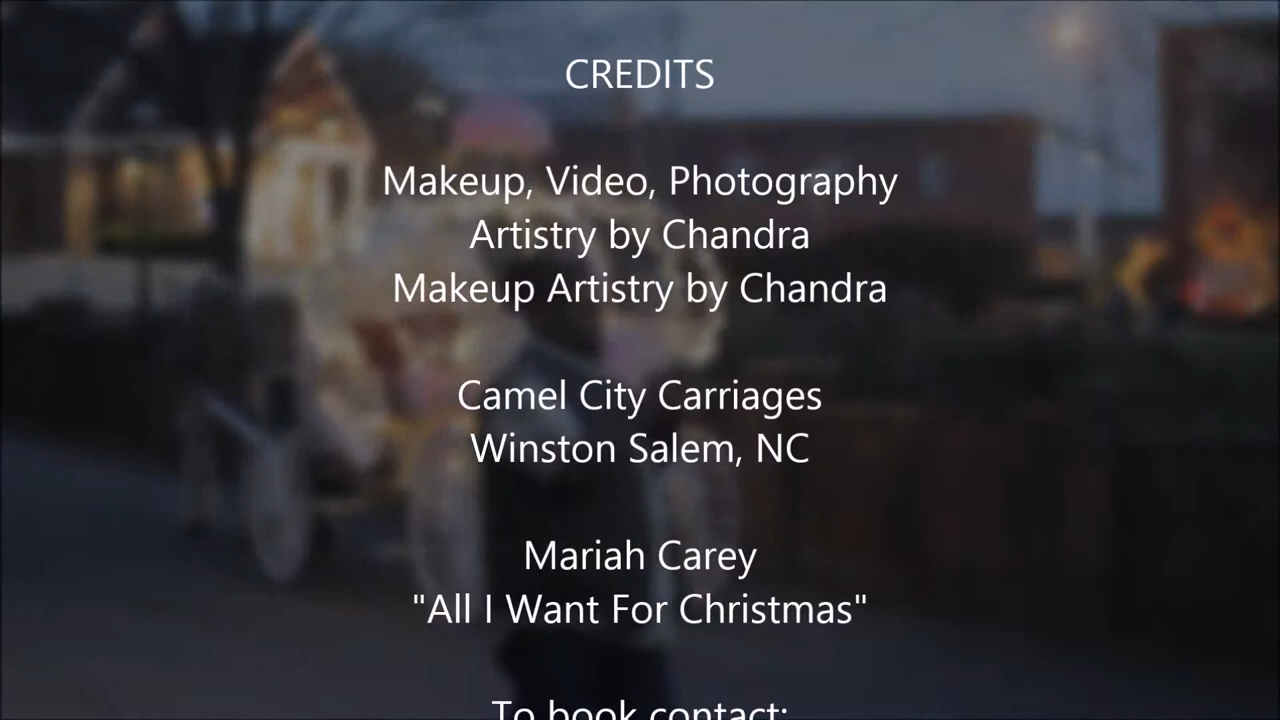 CREDITS
Makeup, Video, Photography
Artistry by Chandra
Makeup Artistry by Chandra
Camel City Carriages
Winston Salem, NC
Mariah Carey
"All I Want For Christmas"
To book contact: